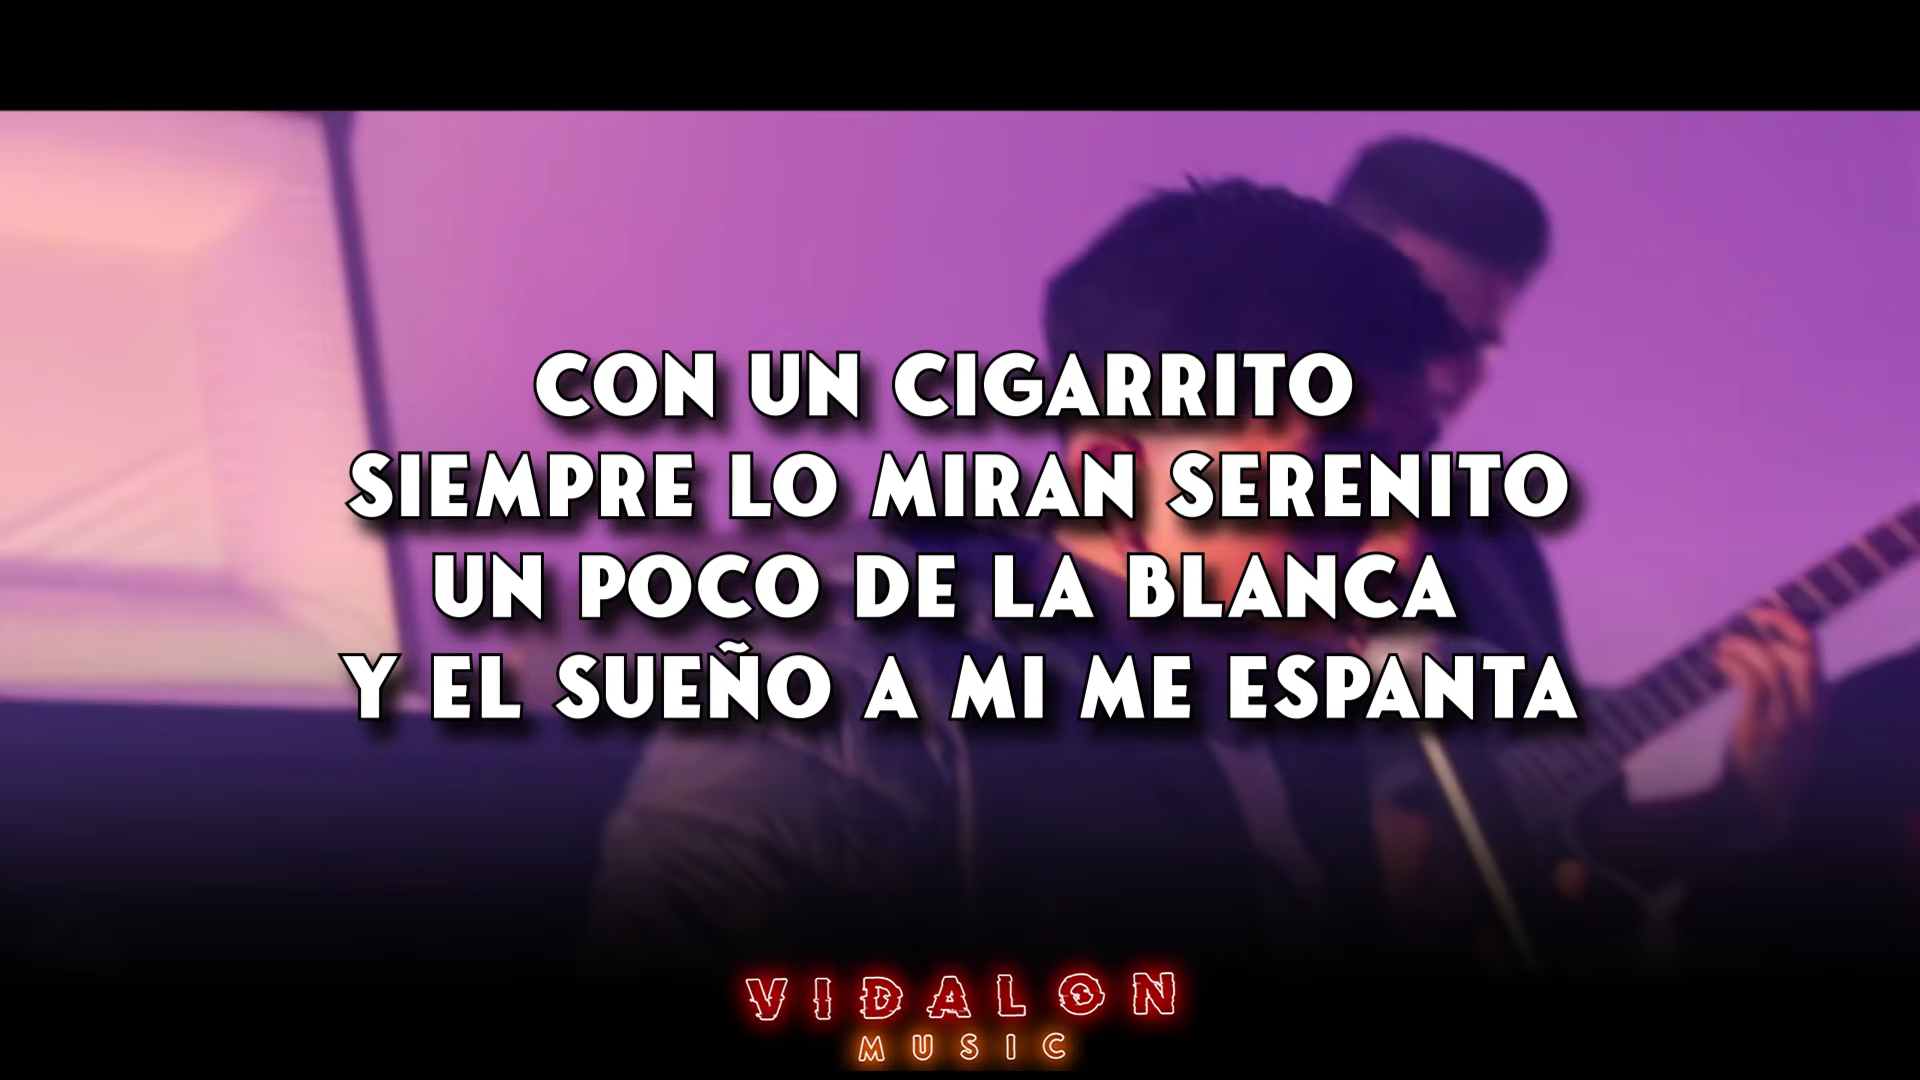 CON UN CIGARRITO
SIEMPRE LO MIRAN SERENITO
UN POCO DE LA BLANCA
Y EL SUEÑO A MI ME ESPANTA
VIDALON
MUSIC